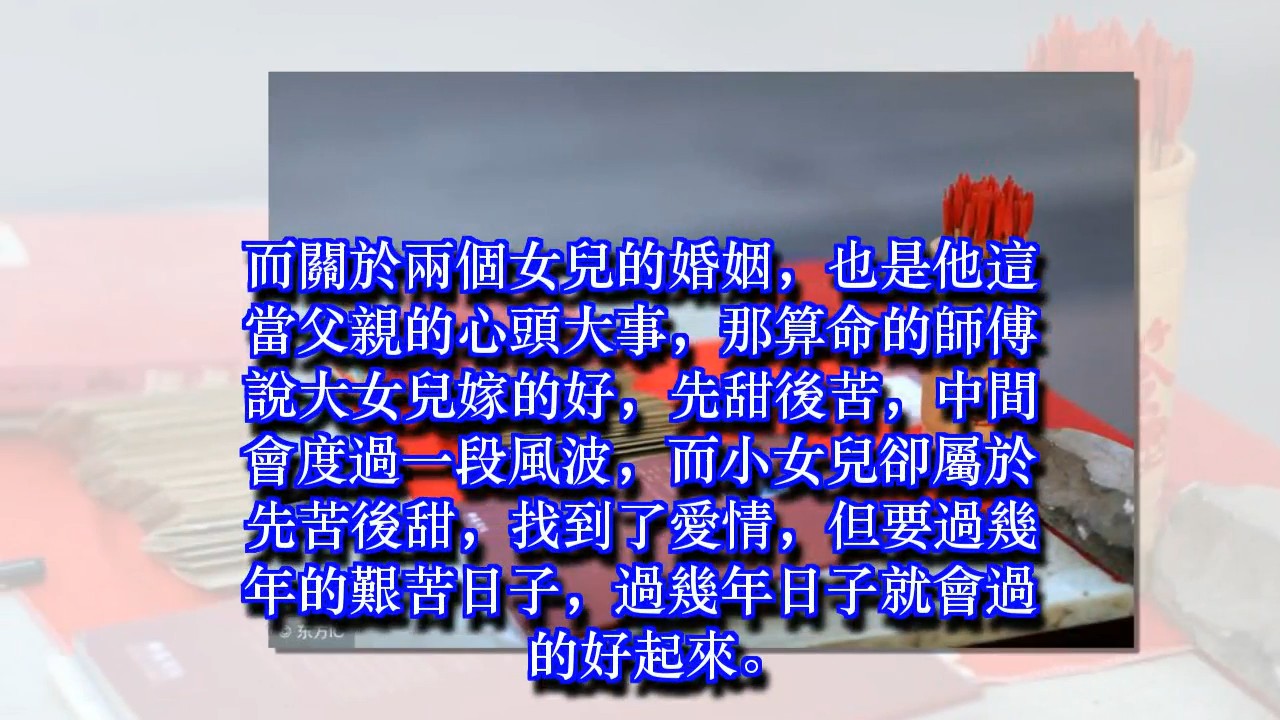 而關於兩個女兒的婚姻，也是他這
當父親的心頭大事，那算命的師傅
說大女兒嫁的好，先甜後苦，中間
會度過一段風波，而小女兒卻屬於
先苦後甜，找到了愛情，但要過幾
年的艱苦日子，過幾年日子就會過
的好起來。
© 东方IC